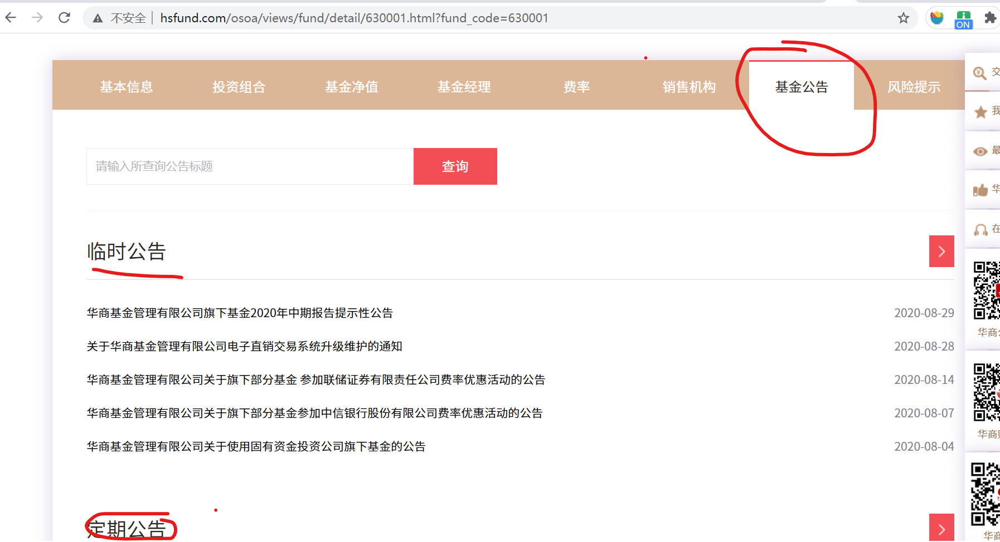 不安全 | hsfund.com/osoa/views/fund/detail/630001.html?fund_code=630001
ON
基本信息 投资组合 基金净值 基金经理 费率 销售机构 基金公告 风险提示
交
我
最
华
在
请输入所查询公告标题 查询
临时公告
华商基金管理有限公司旗下基金2020年中期报告提示性公告 2020-08-29
关于华商基金管理有限公司电子直销交易系统升级维护的通知 2020-08-28
华商基金管理有限公司关于旗下部分基金 参加联储证券有限责任公司费率优惠活动的公告 2020-08-14
华商基金管理有限公司关于旗下部分基金参加中信银行股份有限公司费率优惠活动的公告 2020-08-07
华商基金管理有限公司关于使用固有资金投资公司旗下基金的公告 2020-08-04
定期公告
华商
华商
华商